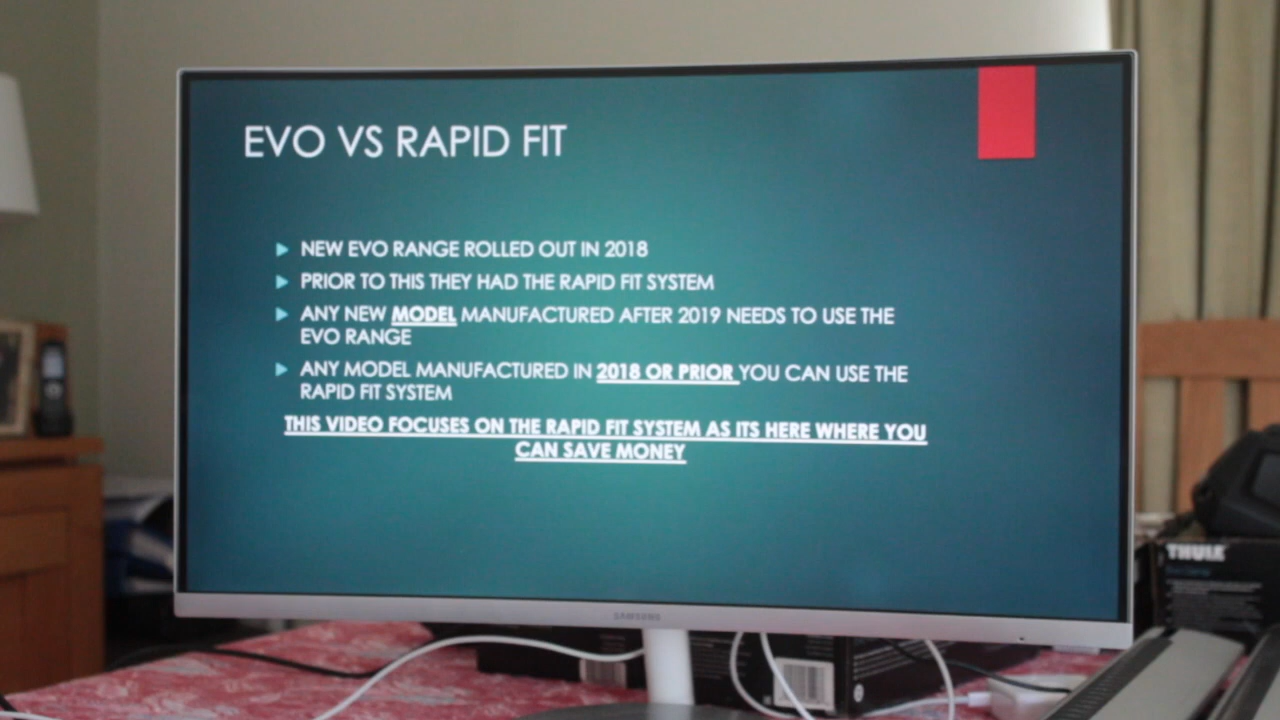 EVO VS RAPID FIT
NEW EVO RANGE ROLLED OUT IN 2018
PRIOR TO THIS THEY HAD THE RAPID FIT SYSTEM
ANY NEW MODEL MANUFACTURED AFTER 2019 NEEDS TO USE THE
EVO RANGE
ANY MODEL MANUFACTURED IN 2018 OR PRIOR YOU CAN USE THE
RAPID FIT SYSTEM
THIS VIDEO FOCUSES ON THE RAPID FIT SYSTEM AS ITS HERE WHERE YOU
CAN SAVE MONEY
SAMSUNG
THULE